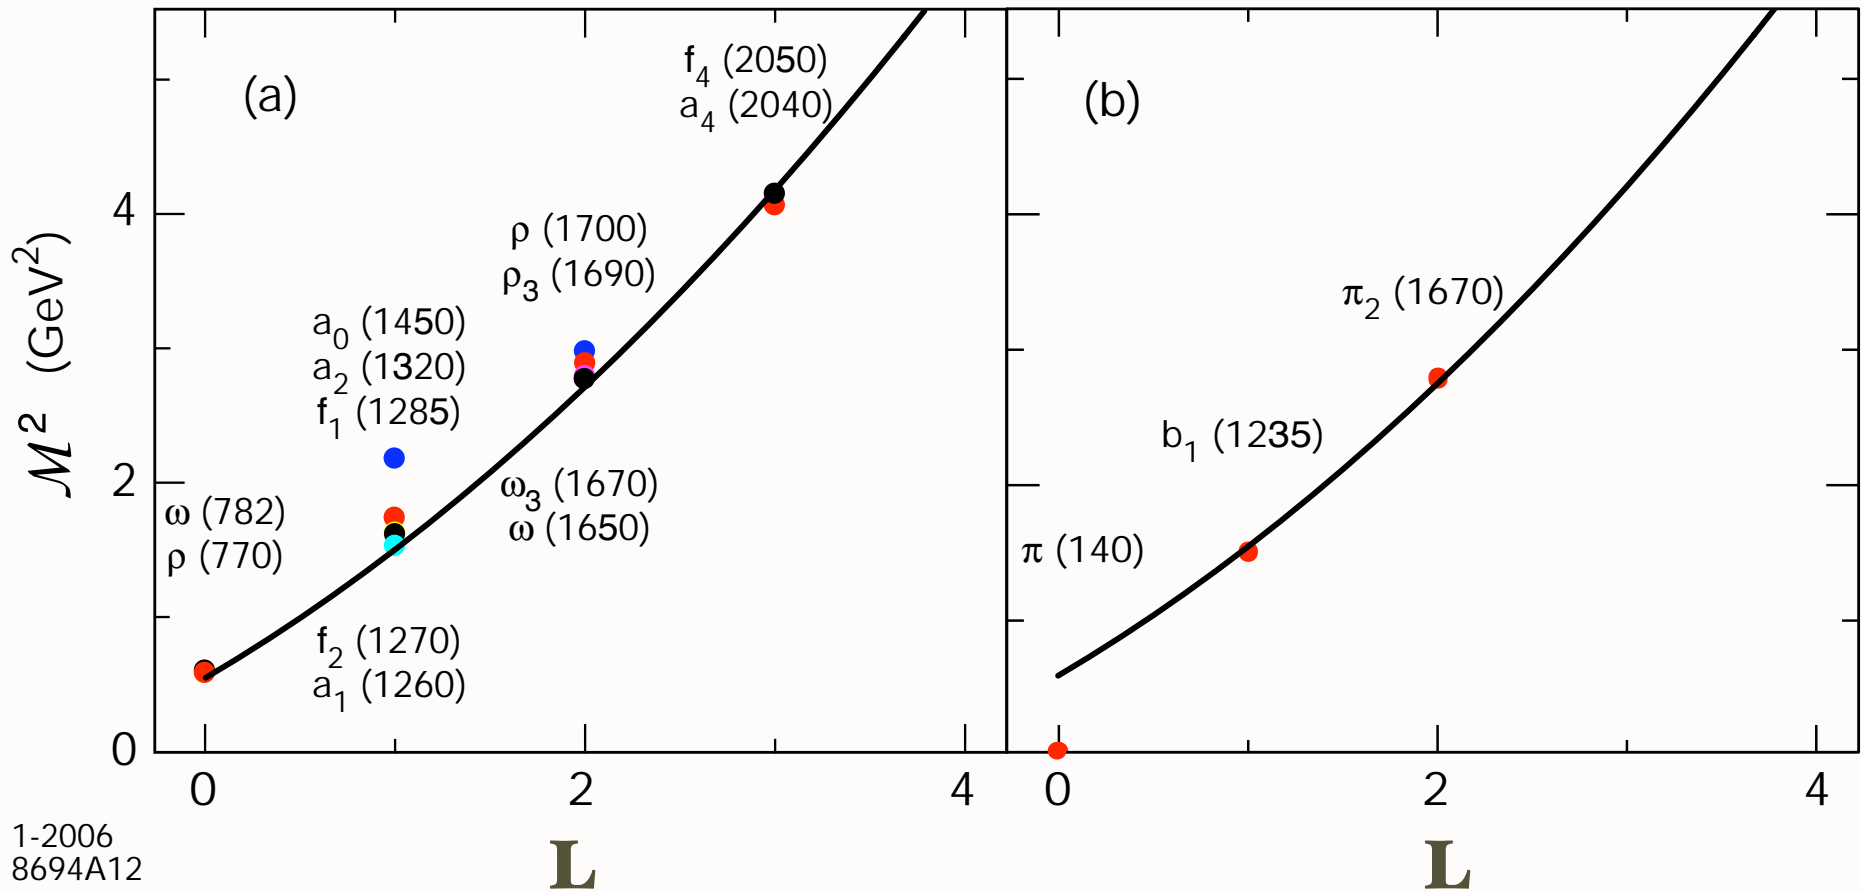 (a)
f4 (2050)
a4 (2040)
ρ (1700)
ρ3 (1690)
a0 (1450)
a2 (1320)
f1 (1285)
ω (782)
ρ (770)
ω3 (1670)
ω (1650)
f2 (1270)
a1 (1260)
ℳ² (GeV²)
4
2
0
0 2 4
L
(b)
π2 (1670)
b1 (1235)
π (140)
0 2 4
L
1-2006
8694A12